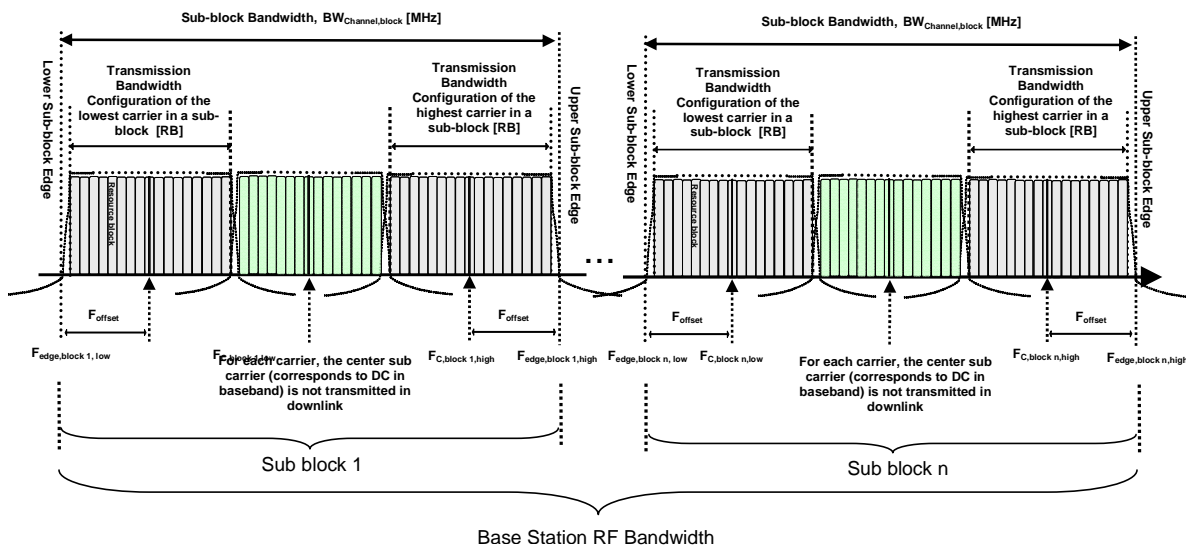 Sub-block Bandwidth, BWChannel,block [MHz]
Lower Sub-block Edge
Transmission
Bandwidth
Configuration of the
lowest carrier in a sub-
block [RB]
Transmission
Bandwidth
Configuration of the
highest carrier in a
sub-block [RB]
Upper Sub-block Edge
Resource block
...
Foffset
Foffset
Fedge,block 1, low
FC,block 1,low
FC,block 1,high
Fedge,block 1,high
For each carrier, the center sub
carrier (corresponds to DC in
baseband) is not transmitted in
downlink
Sub block 1
Sub-block Bandwidth, BWChannel,block [MHz]
Lower Sub-block Edge
Transmission
Bandwidth
Configuration of the
lowest carrier in a
sub-block [RB]
Transmission
Bandwidth
Configuration of the
highest carrier in a
sub-block [RB]
Upper Sub-block Edge
Resource block
Foffset
Foffset
Fedge,block n, low
FC,block n,low
FC,block n,high
Fedge,block n,high
For each carrier, the center sub
carrier (corresponds to DC in
baseband) is not transmitted in
downlink
Sub block n
Base Station RF Bandwidth